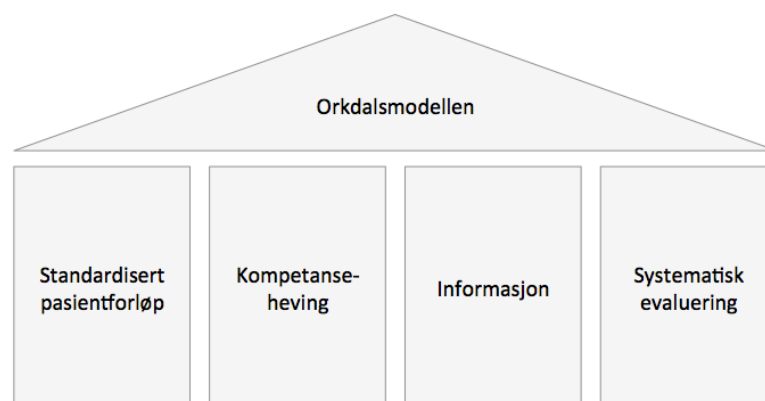 Orkdalsmodellen
Standardisert
pasientforløp
Kompetanse-
heving
Informasjon
Systematisk
evaluering